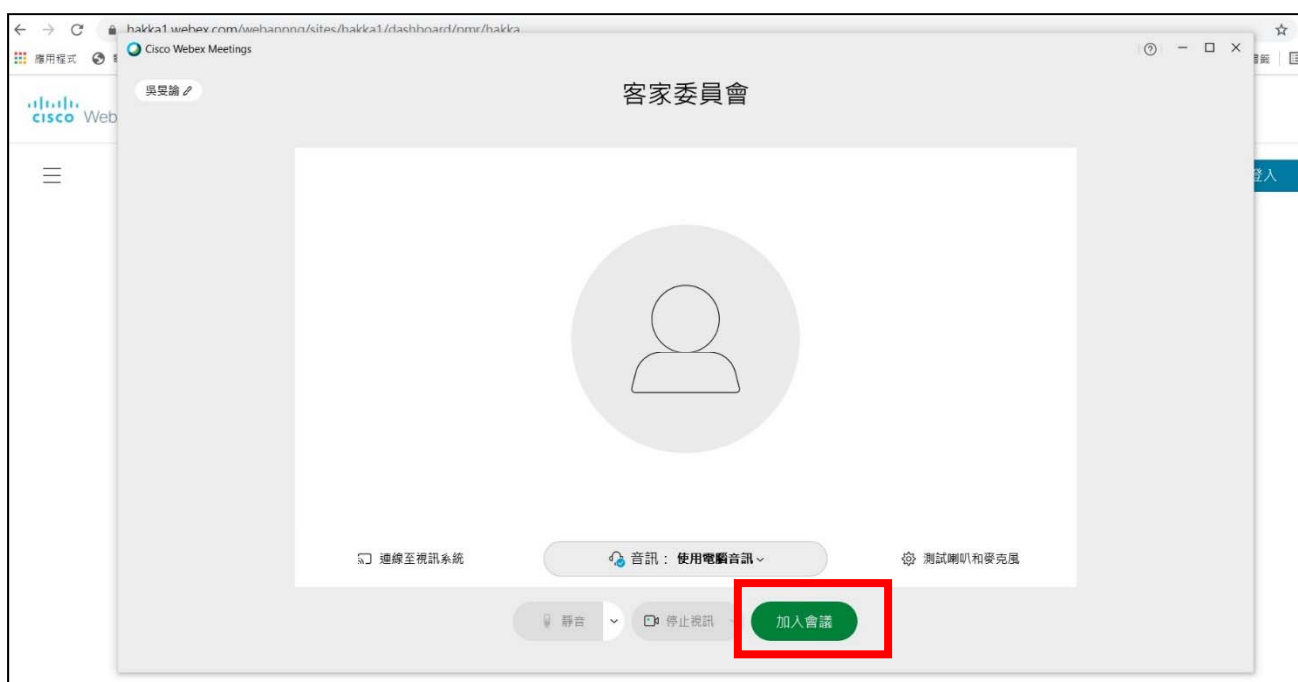 hakka1.webex.com/webappng/sites/hakka1/dashboard/pmr/hakka
應用程式
Cisco Webex Meetings
吳旻諭
客家委員會
cisco Web
登入
連線至視訊系統
音訊： 使用電腦音訊
測試喇叭和麥克風
靜音
停止視訊
加入會議